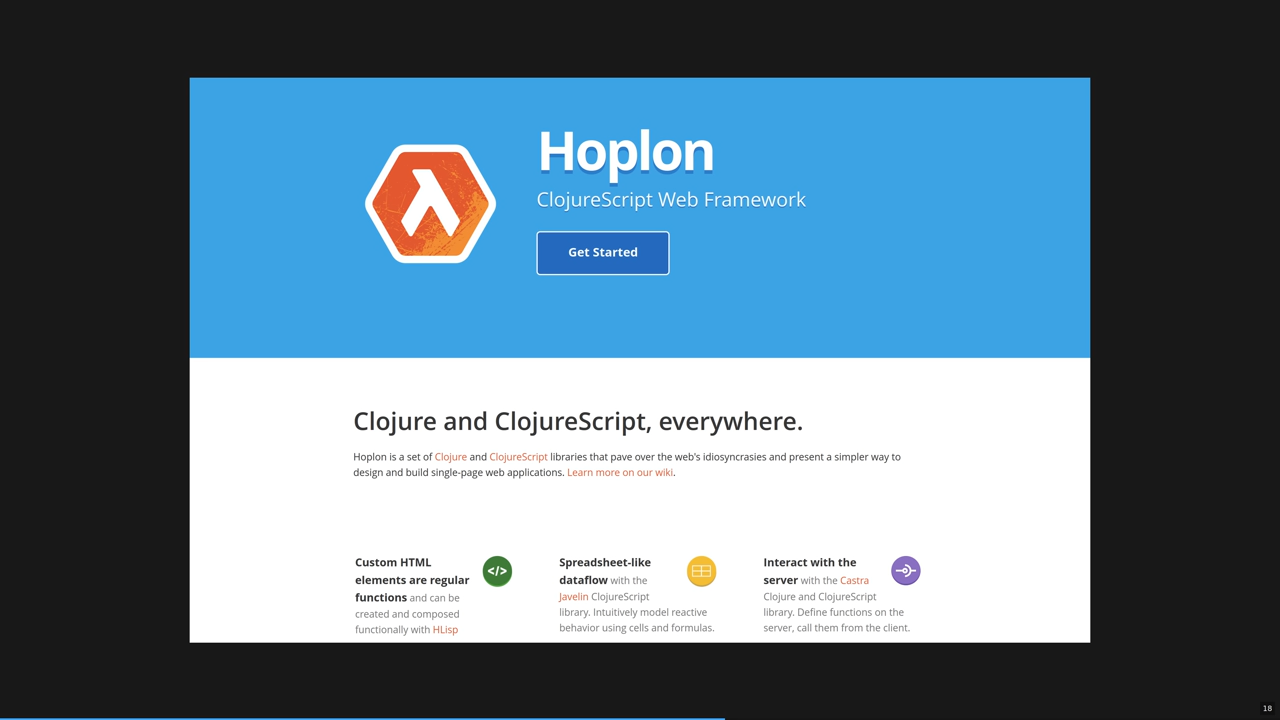 Hoplon
ClojureScript Web Framework
Get Started
Clojure and ClojureScript, everywhere.
Hoplon is a set of Clojure and ClojureScript libraries that pave over the web's idiosyncrasies and present a simpler way to
design and build single-page web applications. Learn more on our wiki.
Custom HTML
elements are regular
functions and can be
created and composed
functionally with HLisp
</>
Spreadsheet-like
dataflow with the
Javelin ClojureScript
library. Intuitively model reactive
behavior using cells and formulas.
Interact with the
server with the Castra
Clojure and ClojureScript
library. Define functions on the
server, call them from the client.
18